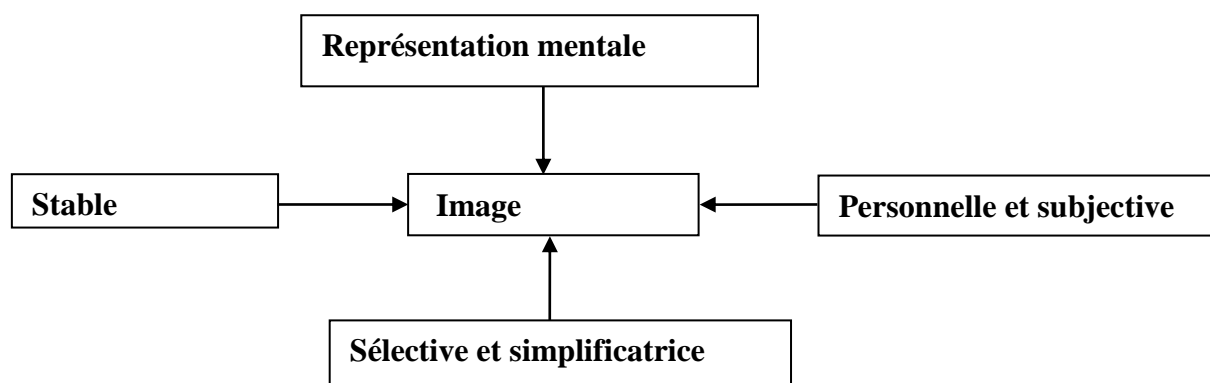 Représentation mentale
Stable
Image
Personnelle et subjective
Sélective et simplificatrice